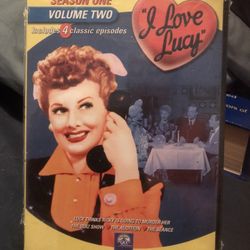 SEASON ONE
VOLUME TWO
Includes 4 classic episodes
"I Love
Lucy"
LUCY THINKS RICKY IS GOING TO MURDER HER
THE QUIZ SHOW THE AUDITION THE SEANCE